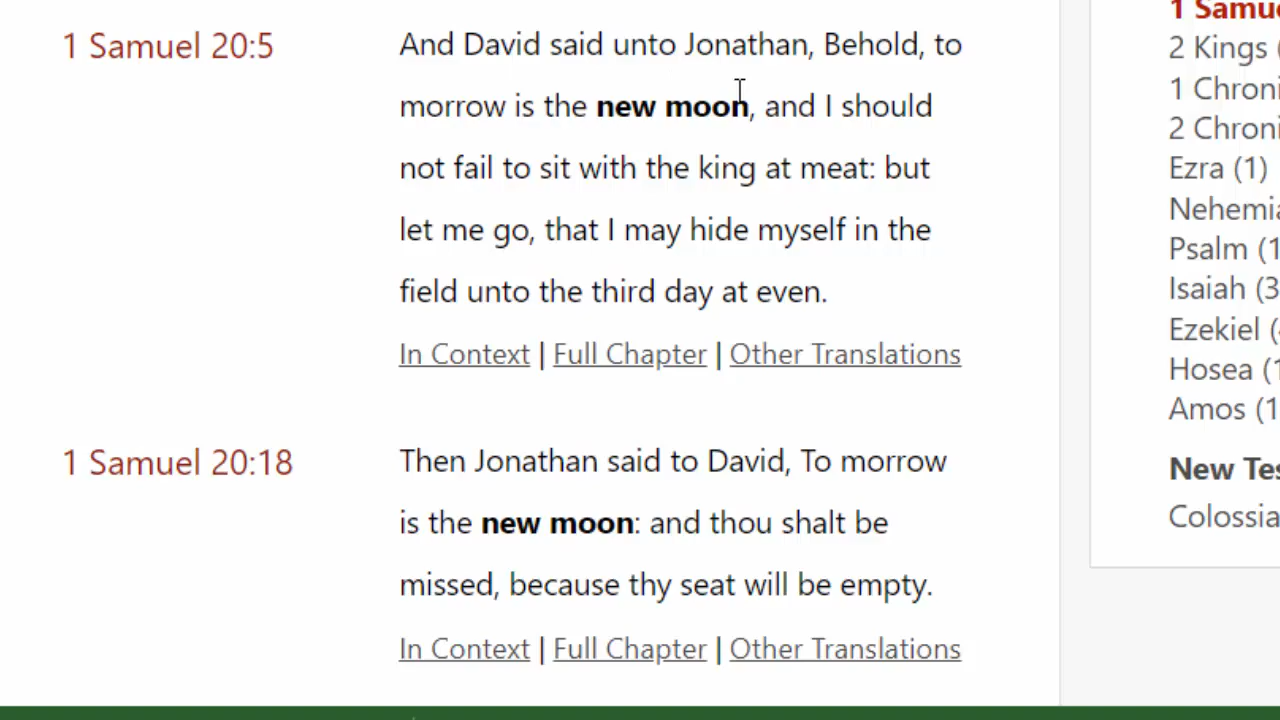 1 Samuel 20:5
And David said unto Jonathan, Behold, to
morrow is the new moon, and I should
not fail to sit with the king at meat: but
let me go, that I may hide myself in the
field unto the third day at even.
In Context | Full Chapter | Other Translations
1 Samuel 20:18
Then Jonathan said to David, To morrow
is the new moon: and thou shalt be
missed, because thy seat will be empty.
In Context | Full Chapter | Other Translations
1 Samue
2 Kings (
1 Chroni
2 Chroni
Ezra (1)
Nehemia
Psalm (1
Isaiah (3
Ezekiel (
Hosea (1
Amos (1
New Tes
Colossia